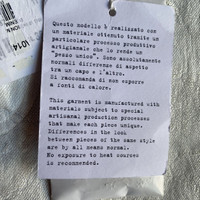 Questo modello è realizzato con
un materiale ottenuto tramite un
particolare processo produttivo
artigianale che lo rende un
"pezzo unico". Sono assolutamente
normali differenze di aspetto
tra un capo e l'altro.
Si raccomanda di non esporre
a fonti di calore.
This garment is manufactured with
materials subject to special
artisanal production processes
that make each piece unique.
Differences in the look
between pieces of the same style
are by all means normal.
No exposure to heat sources
is recommended.